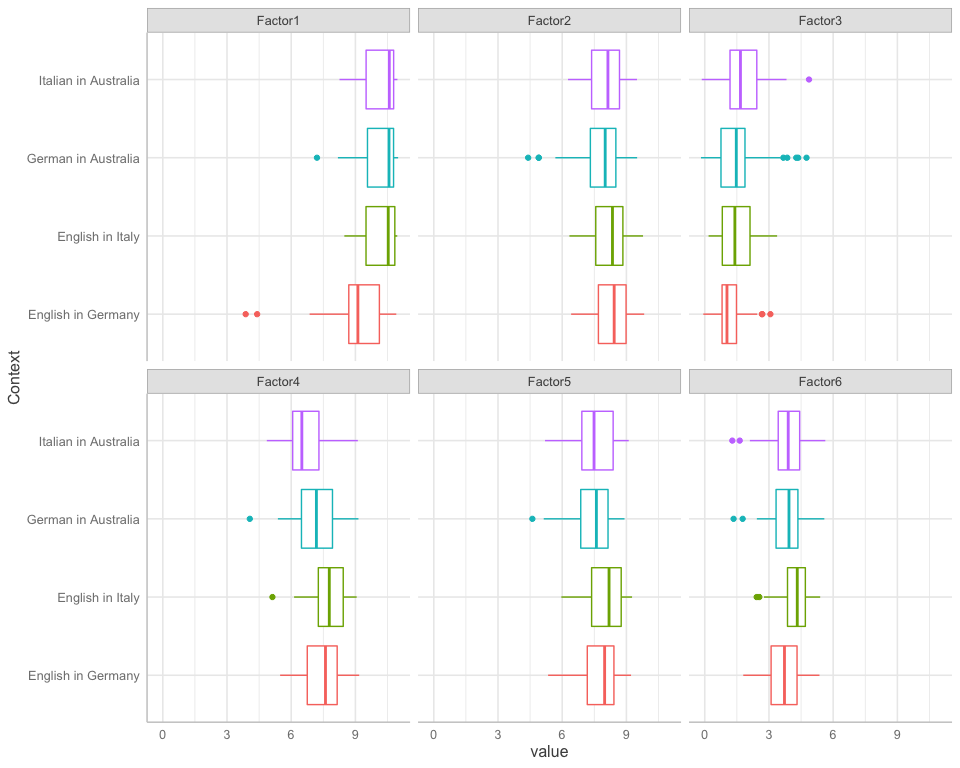 Factor1 Factor2 Factor3
Italian in Australia
German in Australia
English in Italy
English in Germany
Context
Factor4 Factor5 Factor6
Italian in Australia
German in Australia
English in Italy
English in Germany
0 3 6 9 0 3 6 9 0 3 6 9
value